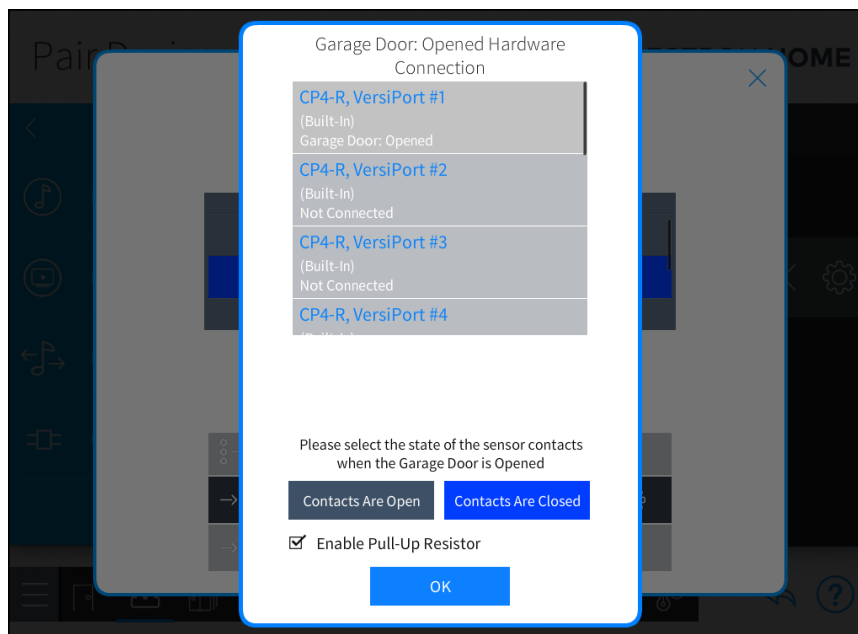 Garage Door: Opened Hardware
Connection
Pair
HOME
CP4-R, VersiPort #1
(Built-In)
Garage Door: Opened
CP4-R, VersiPort #2
(Built-In)
Not Connected
CP4-R, VersiPort #3
(Built-In)
Not Connected
CP4-R, VersiPort #4
Please select the state of the sensor contacts
when the Garage Door is Opened
Contacts Are Open
Contacts Are Closed
Enable Pull-Up Resistor
OK
?